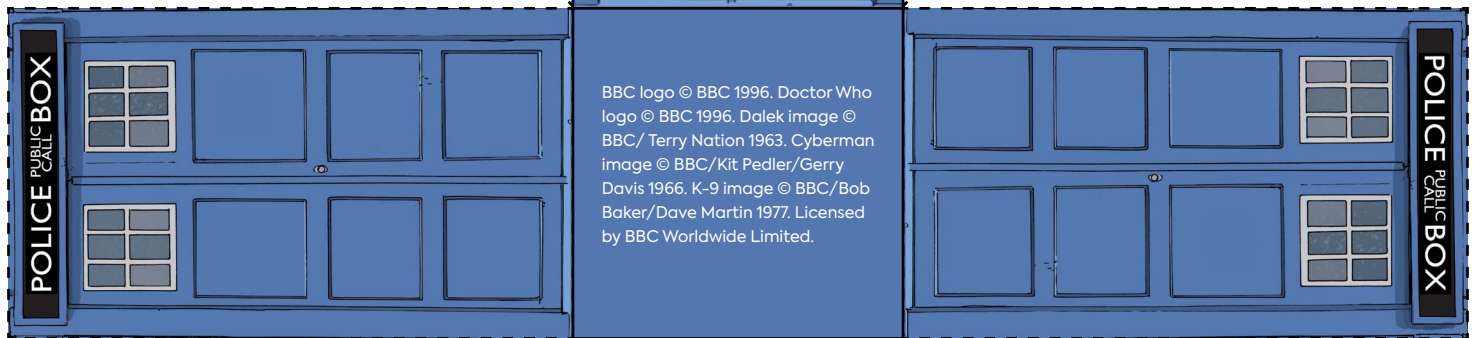 POLICE PUBLIC CALL BOX
BBC logo © BBC 1996. Doctor Who
logo © BBC 1996. Dalek image ©
BBC/ Terry Nation 1963. Cyberman
image © BBC/Kit Pedler/Gerry
Davis 1966. K-9 image © BBC/Bob
Baker/Dave Martin 1977. Licensed
by BBC Worldwide Limited.
POLICE PUBLIC CALL BOX